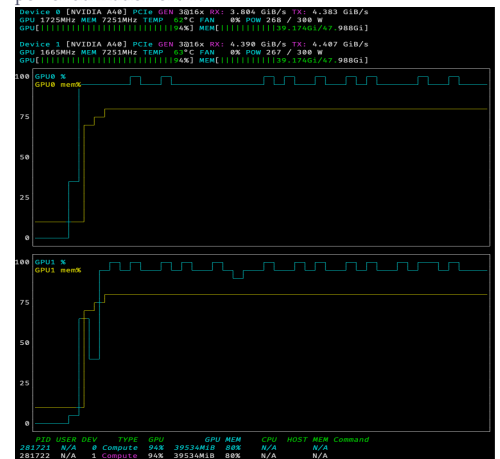 Device 0 [NVIDIA A40] PCIe GEN 3@16x RX: 3.804 GiB/s TX: 4.383 GiB/s
GPU 1725MHz MEM 7251MHz TEMP 62°C FAN 0% POW 268 / 300 W
GPU[||||||||||||||||||||||||||94%] MEM[|||||||||||39.174Gi/47.988Gi]
Device 1 [NVIDIA A40] PCIe GEN 3@16x RX: 4.390 GiB/s TX: 4.407 GiB/s
GPU 1665MHz MEM 7251MHz TEMP 63°C FAN 0% POW 267 / 300 W
GPU[||||||||||||||||||||||||||94%] MEM[|||||||||||39.174Gi/47.988Gi]
100 GPU0 %
GPU0 mem%
75
50
25
0
100 GPU1 %
GPU1 mem%
75
50
25
0
PID USER DEV TYPE GPU GPU MEM CPU HOST MEM Command
281721 N/A 0 Compute 94% 39534MiB 80% N/A N/A
281722 N/A 1 Compute 94% 39534MiB 80% N/A N/A